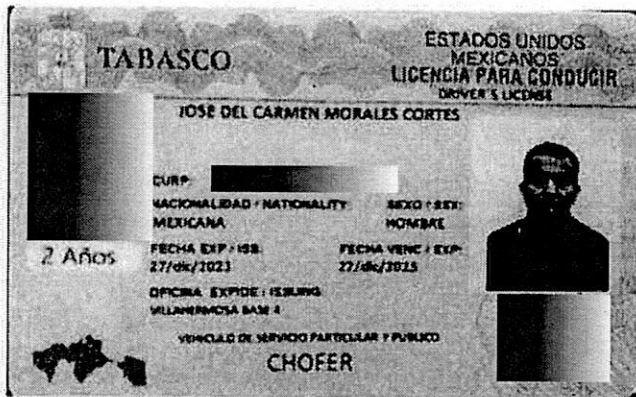 TABASCO
ESTADOS UNIDOS
MEXICANOS
LICENCIA PARA CONDUCIR
DRIVER'S LICENSE
JOSE DEL CARMEN MORALES CORTES
CURP:
NACIONALIDAD / NATIONALITY: SEXO / SEX:
MEXICANA HOMBRE
2 Años
FECHA EXP / ISS: FECHA VENC / EXP:
27/dic/2023 27/dic/2025
OFICINA EXPIDE / ISSUING
VILLAHERMOSA BASE 4
VEHICULO DE SERVICIO PARTICULAR Y PUBLICO
CHOFER